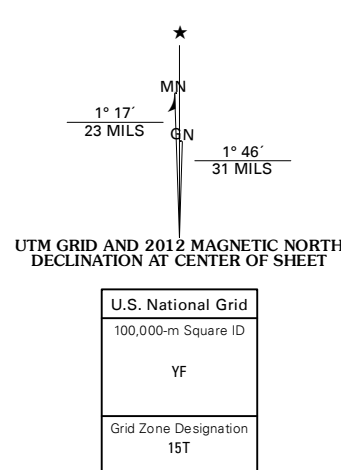 ★
MN
1° 17´
23 MILS
GN
1° 46´
31 MILS
UTM GRID AND 2012 MAGNETIC NORTH
DECLINATION AT CENTER OF SHEET
U.S. National Grid
100,000-m Square ID
YF
Grid Zone Designation
15T